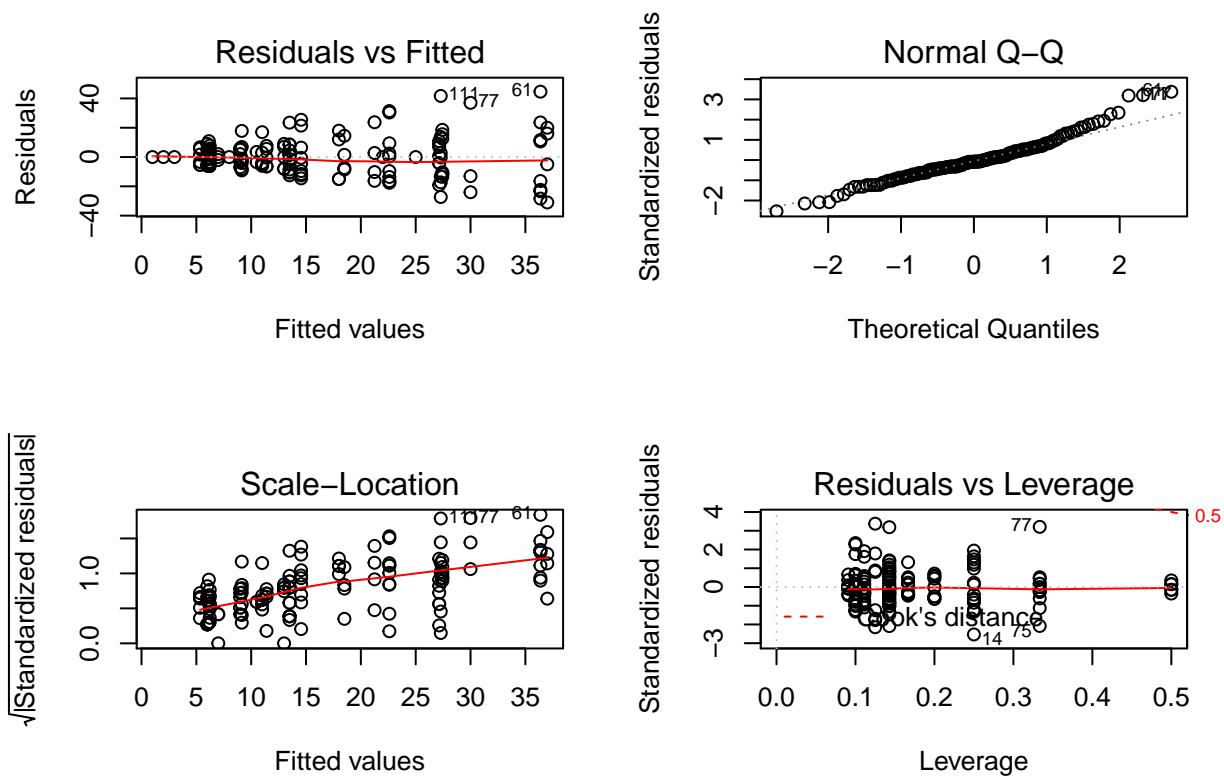 Residuals vs Fitted
Residuals
40
0
−40
111
77
61
0 5 10 15 20 25 30 35
Fitted values
Normal Q−Q
Standardized residuals
3
1
−2
−2 −1 0 1 2
Theoretical Quantiles
Scale−Location
√|Standardized residuals|
1.0
0.0
111
77
61
0 5 10 15 20 25 30 35
Fitted values
Residuals vs Leverage
Standardized residuals
4
2
0
−3
77
0.5
ok's distance
14
75
0.0 0.1 0.2 0.3 0.4 0.5
Leverage